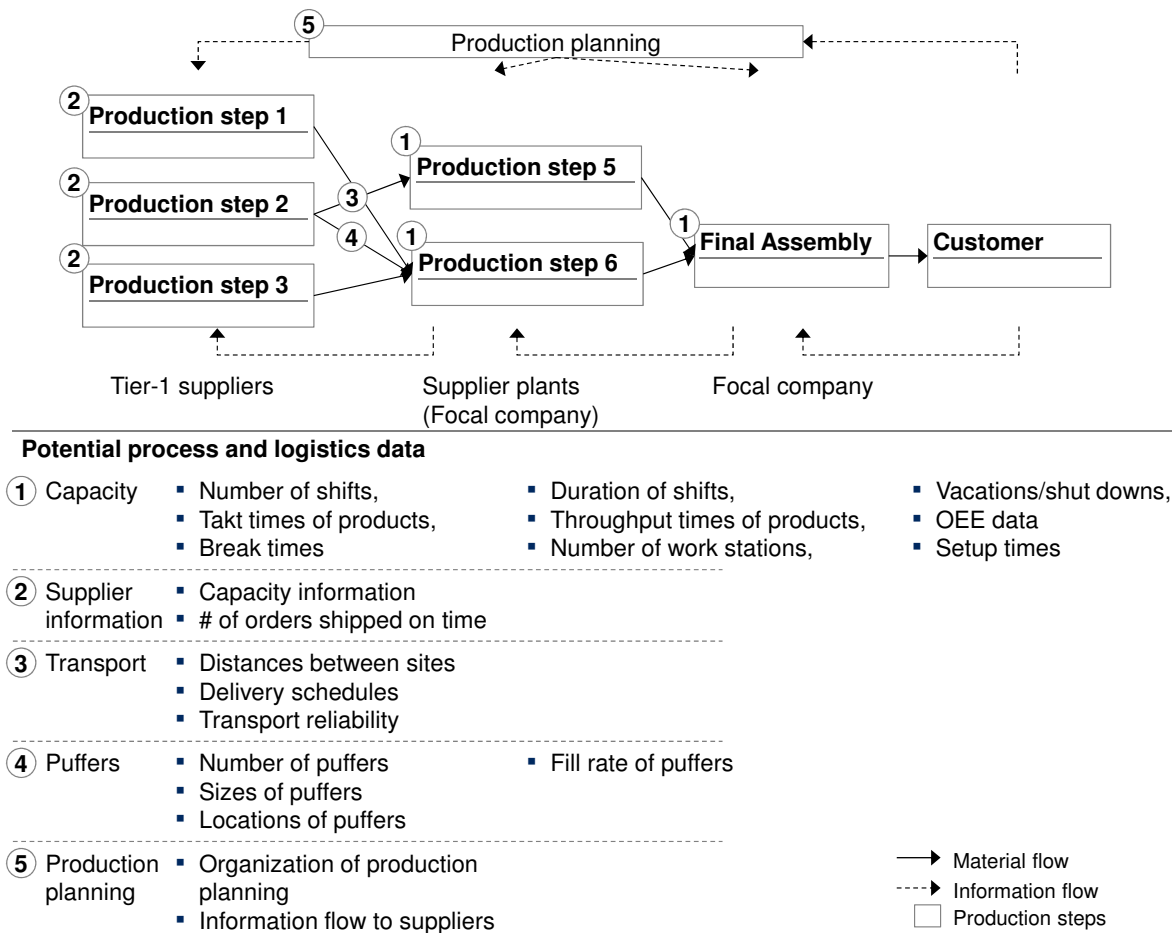 5 Production planning
2 Production step 1
1 Production step 5
2 Production step 2
3
4
1 Final Assembly
Customer
2 Production step 3
1 Production step 6
Tier-1 suppliers
Supplier plants
(Focal company)
Focal company
Potential process and logistics data
1 Capacity
▪ Number of shifts,
▪ Takt times of products,
▪ Break times
▪ Duration of shifts,
▪ Throughput times of products,
▪ Number of work stations,
▪ Vacations/shut downs,
▪ OEE data
▪ Setup times
2 Supplier
information
▪ Capacity information
▪ # of orders shipped on time
3 Transport
▪ Distances between sites
▪ Delivery schedules
▪ Transport reliability
4 Puffers
▪ Number of puffers
▪ Sizes of puffers
▪ Locations of puffers
▪ Fill rate of puffers
5 Production
planning
▪ Organization of production
planning
▪ Information flow to suppliers
Material flow
Information flow
Production steps